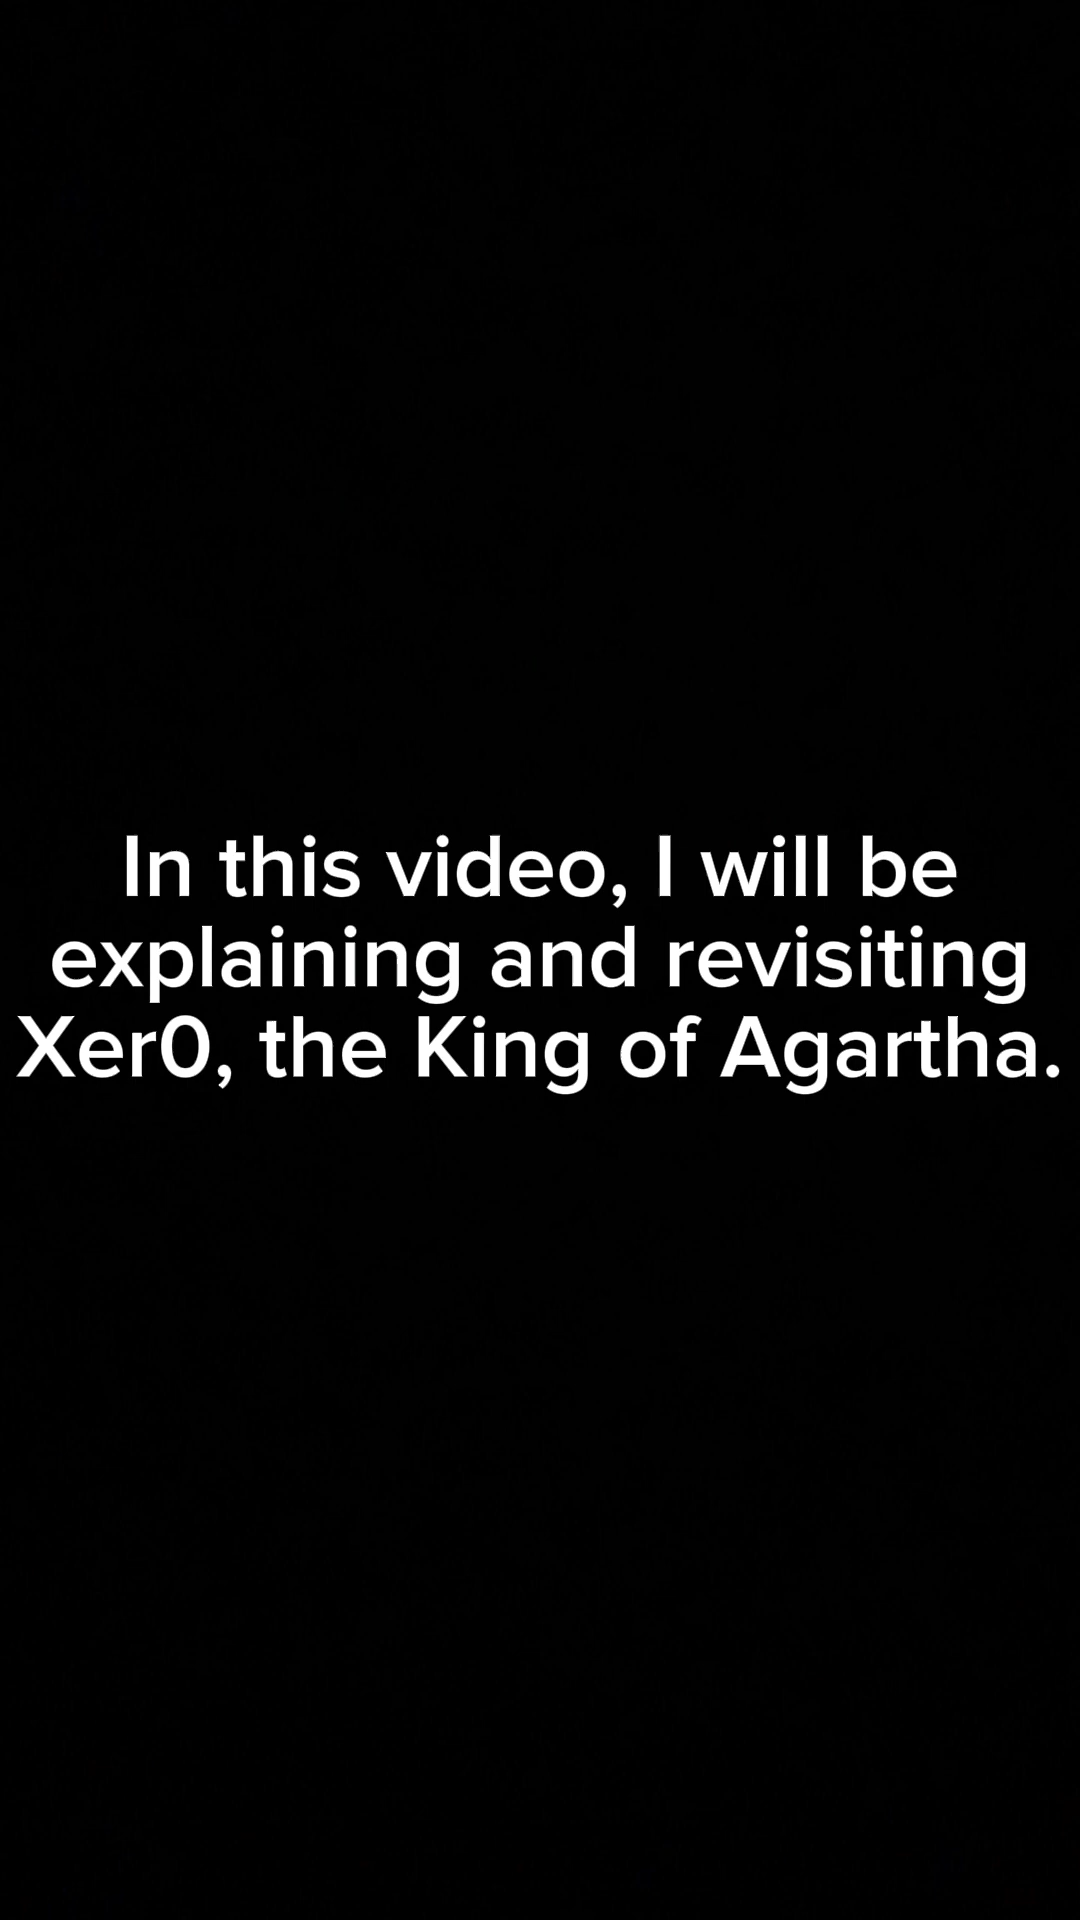 In this video, I will be
explaining and revisiting
Xer0, the King of Agartha.